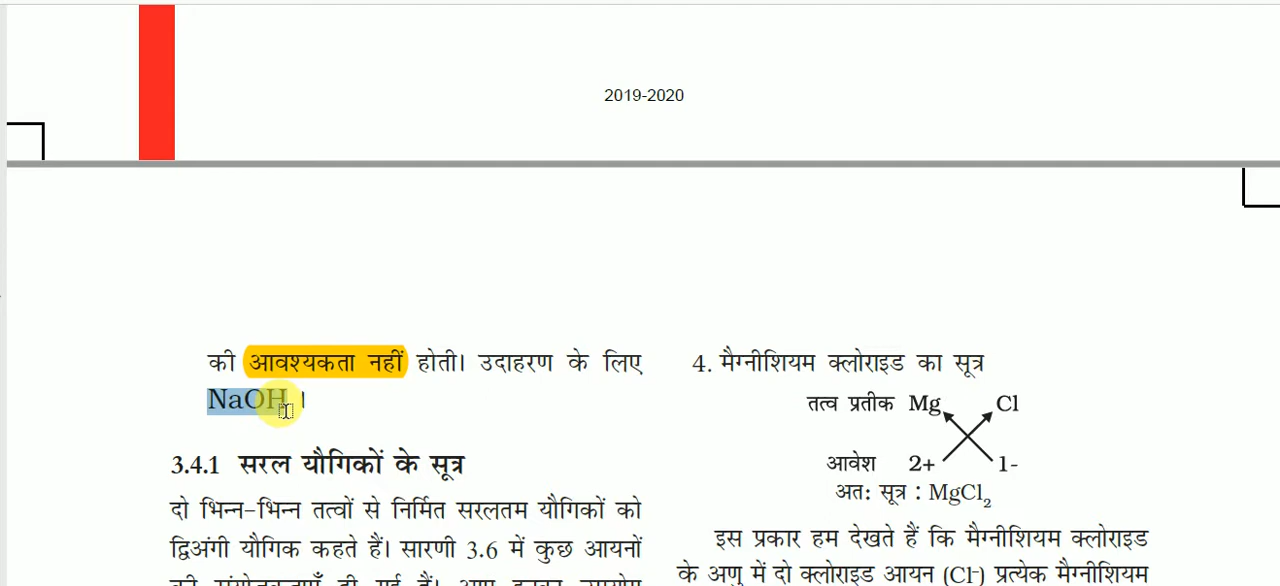 2019-2020
की आवश्यकता नहीं होती। उदाहरण के लिए
NaOH ।
3.4.1 सरल यौगिकों के सूत्र
दो भिन्न-भिन्न तत्वों से निर्मित सरलतम यौगिकों को
द्विअंगी यौगिक कहते हैं। सारणी 3.6 में कुछ आयनों
4. मैग्नीशियम क्लोराइड का सूत्र
तत्व प्रतीक Mg Cl
आवेश 2+ 1-
अत: सूत्र : MgCl₂
इस प्रकार हम देखते हैं कि मैग्नीशियम क्लोराइड
के अणु में दो क्लोराइड आयन (Cl⁻) प्रत्येक मैग्नीशियम